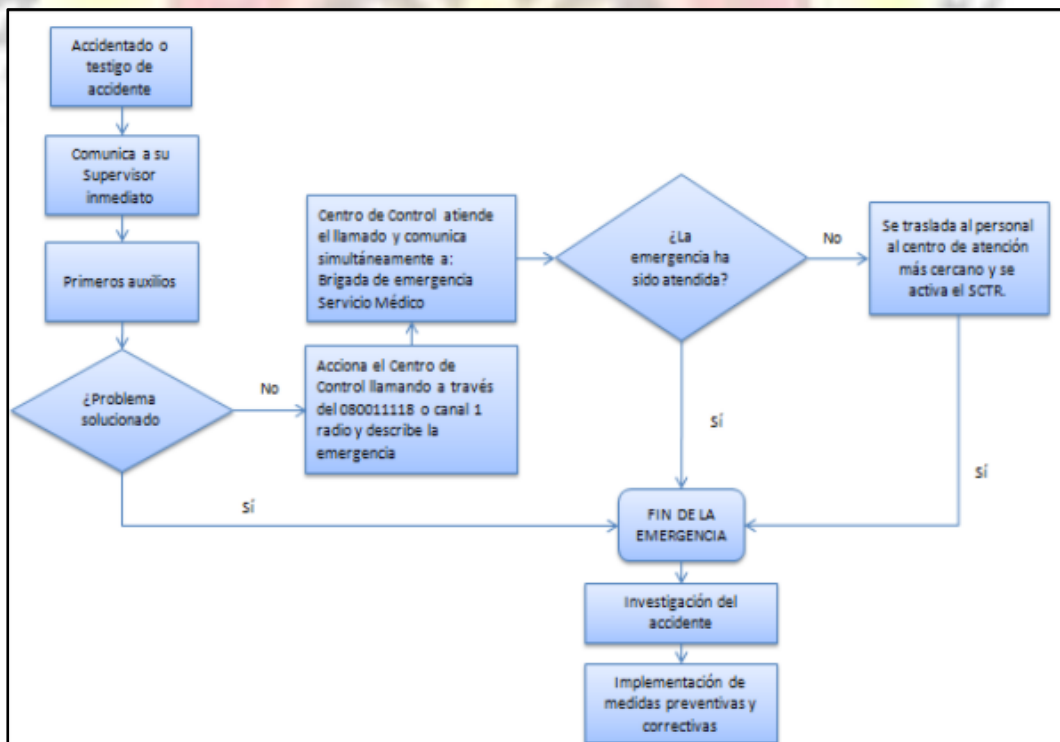 Accidentado o
testigo de
accidente
Comunica a su
Supervisor
inmediato
Primeros auxilios
¿Problema
solucionado
No
Acciona el Centro de
Control llamando a través
del 080011118 o canal 1
radio y describe la
emergencia
Centro de Control atiende
el llamado y comunica
simultáneamente a:
Brigada de emergencia
Servicio Médico
¿La
emergencia ha
sido atendida?
No
Se traslada al personal
al centro de atención
más cercano y se
activa el SCTR.
Sí
Sí
Sí
FIN DE LA
EMERGENCIA
Investigación del
accidente
Implementación de
medidas preventivas y
correctivas